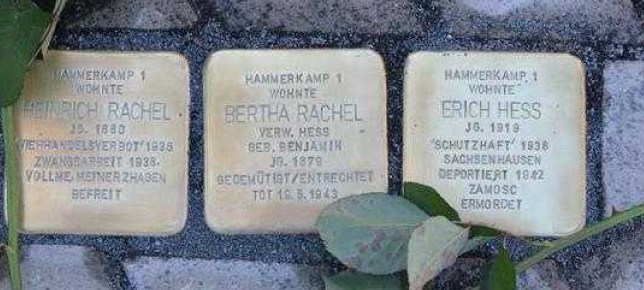 HAMMERKAMP 1
WOHNTE
HEINRICH RACHEL
JG. 1880
VIEHHANDELSVERBOT 1938
ZWANGSARBEIT 1938-
VOLLME, MEINERZHAGEN
BEFREIT
HAMMERKAMP 1
WOHNTE
BERTHA RACHEL
VERW. HESS
GEB. BENJAMIN
JG. 1879
GEDEMÜTIGT/ENTRECHTET
TOT 19.5.1943
HAMMERKAMP 1
WOHNTE
ERICH HESS
JG. 1919
'SCHUTZHAFT' 1938
SACHSENHAUSEN
DEPORTIERT 1942
ZAMOSC
ERMORDET